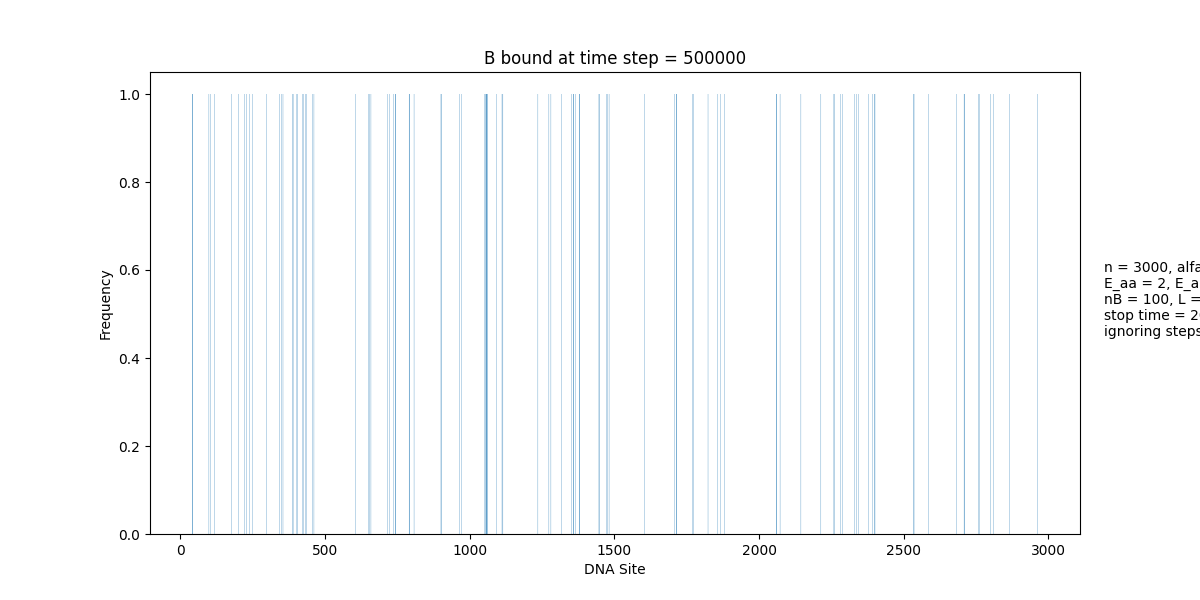 B bound at time step = 500000
1.0
0.8
0.6
0.4
0.2
0.0
Frequency
0 500 1000 1500 2000 2500 3000
DNA Site
n = 3000, alfa
E_aa = 2, E_a
nB = 100, L =
stop time = 2
ignoring steps